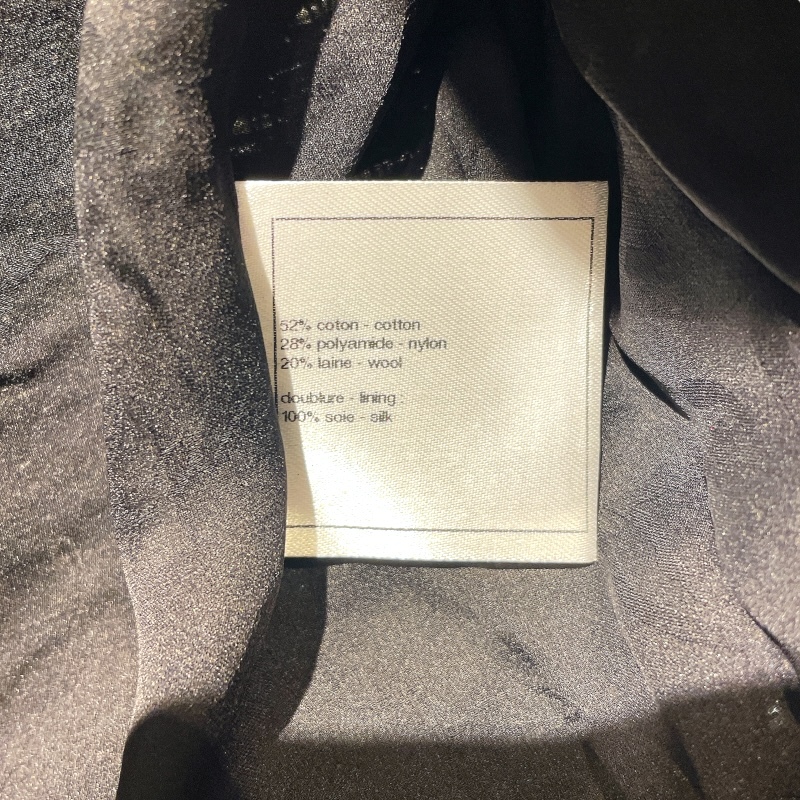 52% coton - cotton
28% polyamide - nylon
20% laine - wool
doublure - lining
100% soie - silk